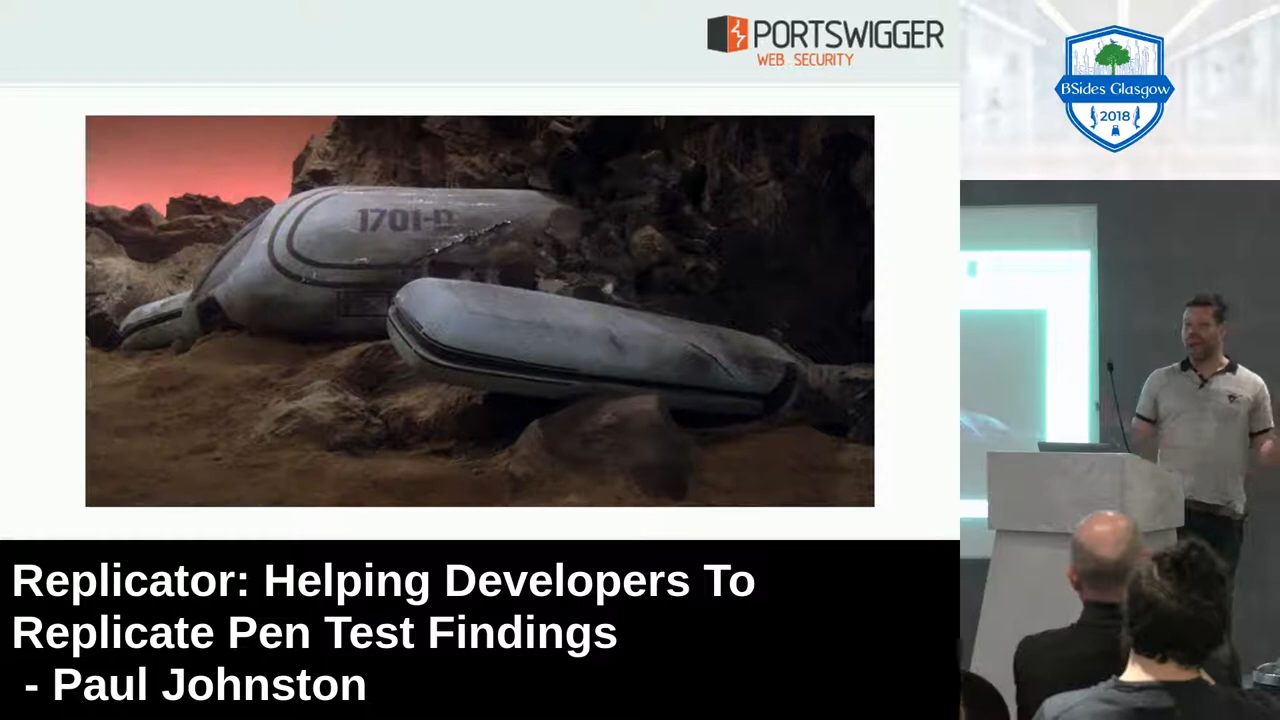 PORTSWIGGER
WEB SECURITY
BSides Glasgow
2018
1701-D
Replicator: Helping Developers To
Replicate Pen Test Findings
- Paul Johnston